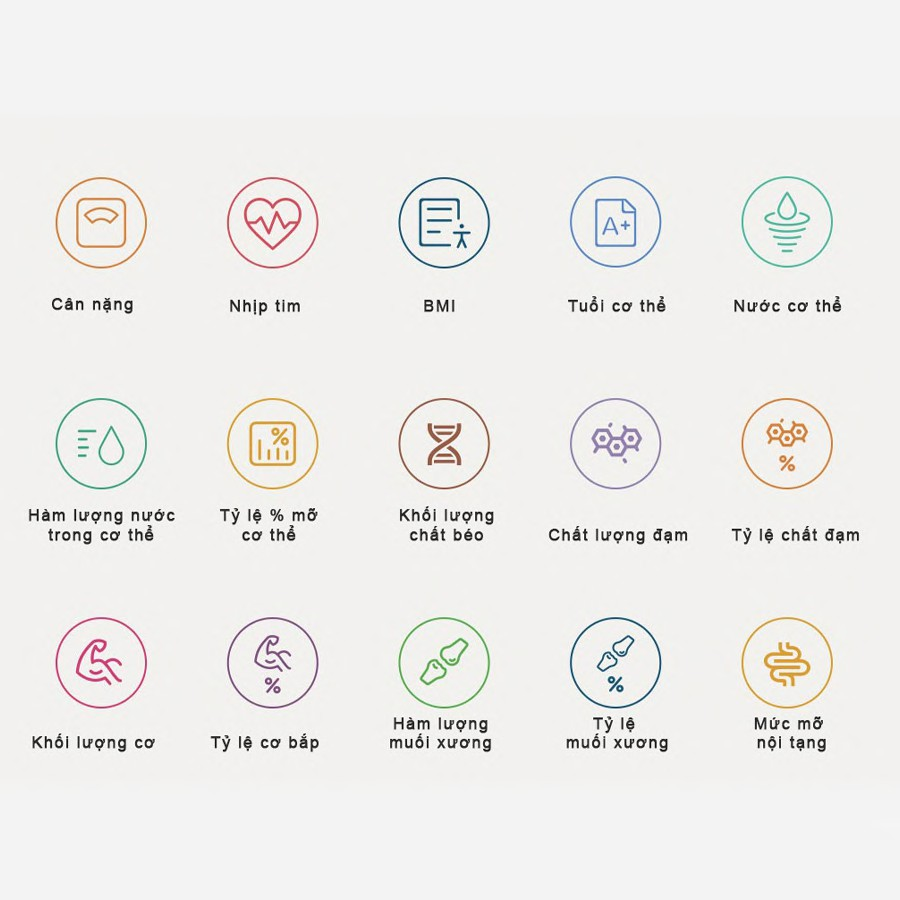 A+
Cân nặng
Nhịp tim
BMI
Tuổi cơ thể
Nước cơ thể
%
%
Hàm lượng nước
trong cơ thể
Tỷ lệ % mỡ
cơ thể
Khối lượng
chất béo
Chất lượng đạm
Tỷ lệ chất đạm
%
%
Khối lượng cơ
Tỷ lệ cơ bắp
Hàm lượng
muối xương
Tỷ lệ
muối xương
Mức mỡ
nội tạng